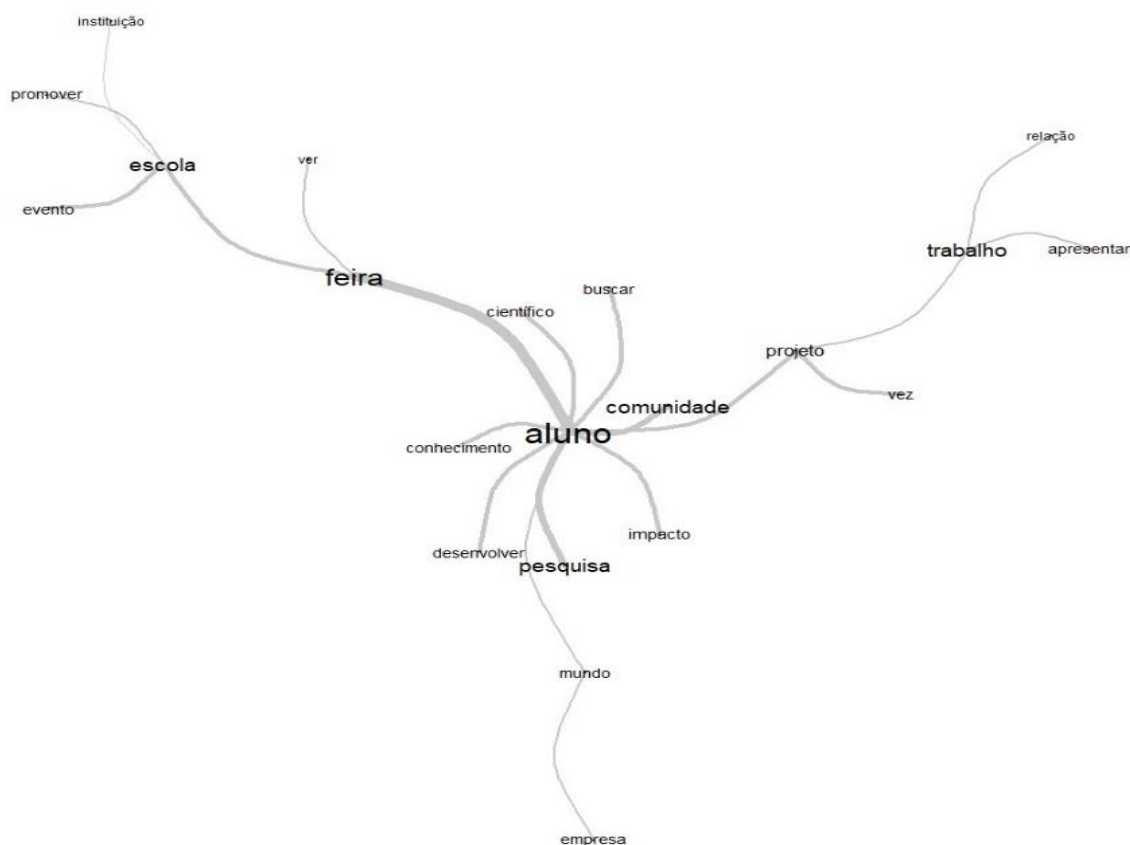 instituição
promover
relação
ver
escola
evento
trabalho
apresentar
feira
buscar
científico
projeto
vez
comunidade
aluno
conhecimento
impacto
desenvolver
pesquisa
mundo
empresa